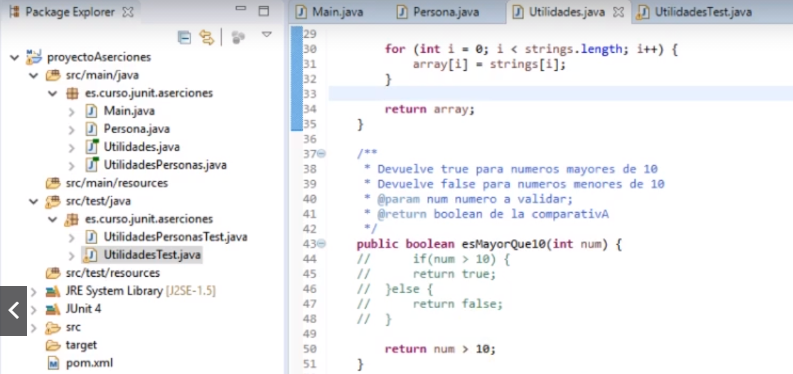 Package Explorer
Main.java
Persona.java
Utilidades.java
UtilidadesTest.java
proyectoAserciones
src/main/java
es.curso.junit.aserciones
Main.java
Persona.java
Utilidades.java
UtilidadesPersonas.java
src/main/resources
src/test/java
es.curso.junit.aserciones
UtilidadesPersonasTest.java
UtilidadesTest.java
src/test/resources
JRE System Library [J2SE-1.5]
JUnit 4
src
target
pom.xml
29
30 for (int i = 0; i < strings.length; i++) {
31 array[i] = strings[i];
32 }
33
34 return array;
35 }
36
37 /**
38 * Devuelve true para numeros mayores de 10
39 * Devuelve false para numeros menores de 10
40 * @param num numero a validar;
41 * @return boolean de la comparativA
42 */
43 public boolean esMayorQue10(int num) {
44 // if(num > 10) {
45 // return true;
46 // }else {
47 // return false;
48 // }
49
50 return num > 10;
51 }